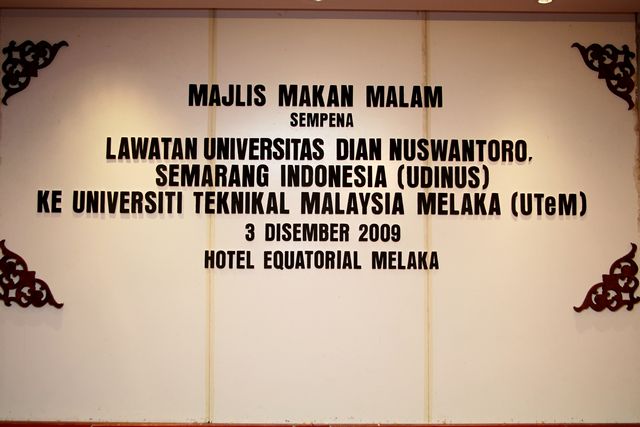 MAJLIS MAKAN MALAM
SEMPENA
LAWATAN UNIVERSITAS DIAN NUSWANTORO,
SEMARANG INDONESIA (UDINUS)
KE UNIVERSITI TEKNIKAL MALAYSIA MELAKA (UTeM)
3 DISEMBER 2009
HOTEL EQUATORIAL MELAKA